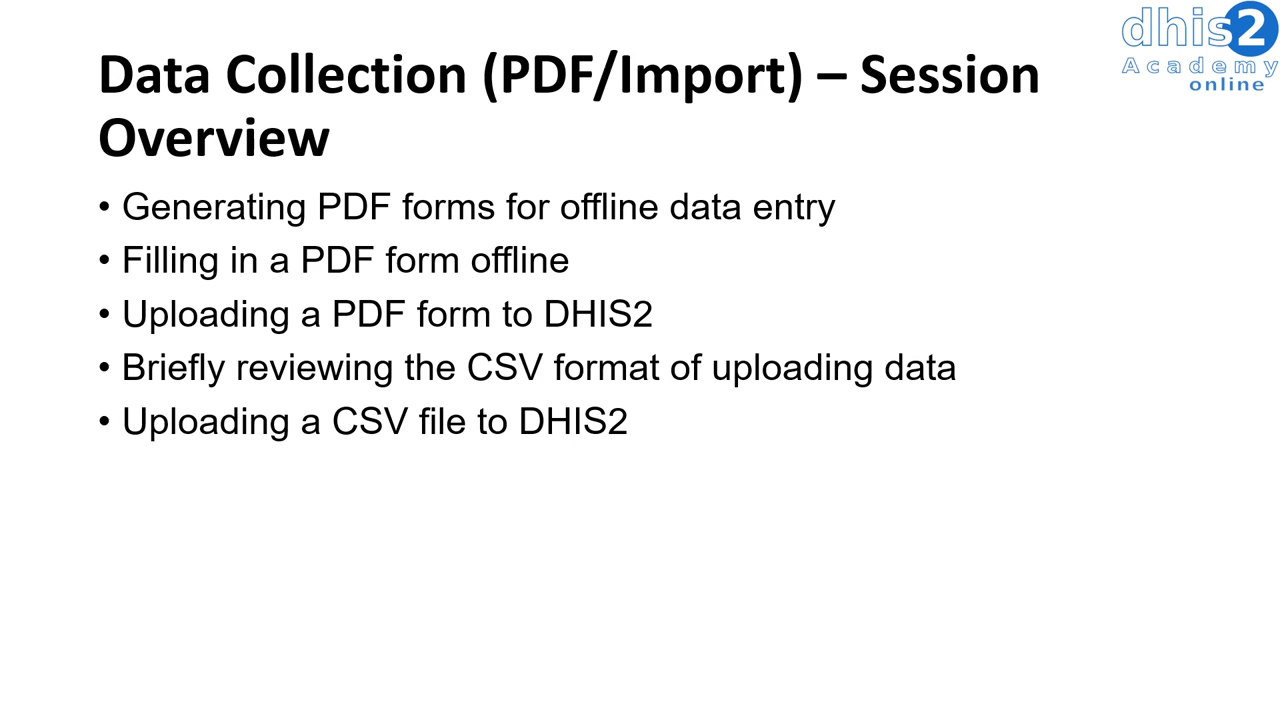 dhis2
Academy
online
Data Collection (PDF/Import) – Session
Overview
• Generating PDF forms for offline data entry
• Filling in a PDF form offline
• Uploading a PDF form to DHIS2
• Briefly reviewing the CSV format of uploading data
• Uploading a CSV file to DHIS2